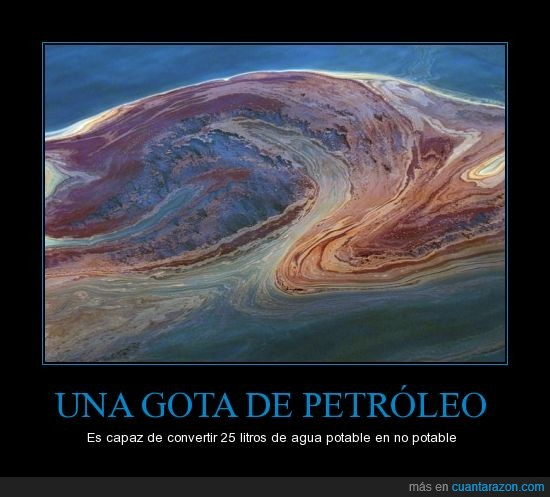 UNA GOTA DE PETRÓLEO
Es capaz de convertir 25 litros de agua potable en no potable
más en cuantarazon.com